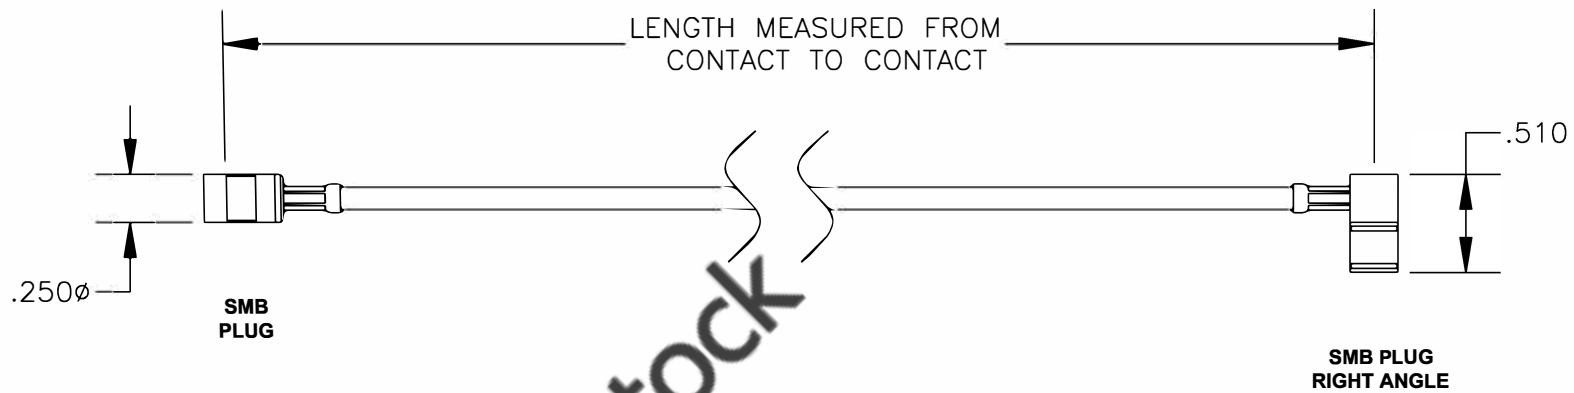 LENGTH MEASURED FROM
CONTACT TO CONTACT
.510
.250ø
SMB
PLUG
SMB PLUG
RIGHT ANGLE